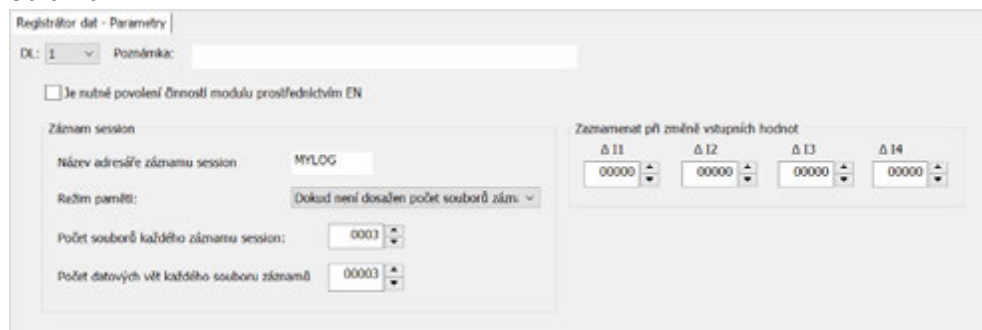 Registrátor dat - Parametry
DL: 1 Poznámka:
Je nutné povolení činnosti modulu prostřednictvím EN
Záznam session
Název adresáře záznamu session MYLOG
Režim paměti: Dokud není dosažen počet souborů zázn:
Počet souborů každého záznamu session: 0003
Počet datových vět každého souboru záznamů 00003
Zaznamenat při změně vstupních hodnot
Δ I1 Δ I2 Δ I3 Δ I4
00000 00000 00000 00000